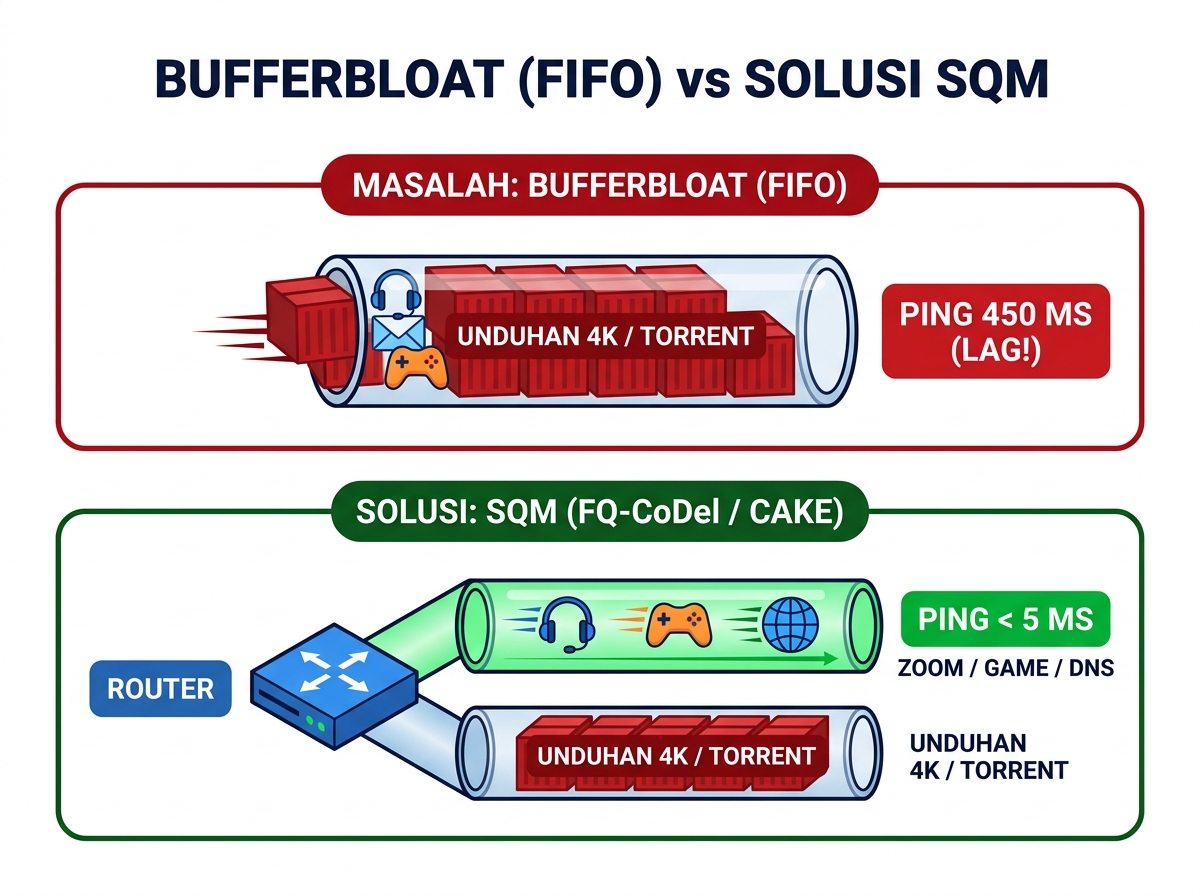 BUFFERBLOAT (FIFO) vs SOLUSI SQM
MASALAH: BUFFERBLOAT (FIFO)
UNDUHAN 4K / TORRENT
PING 450 MS
(LAG!)
SOLUSI: SQM (FQ-CoDel / CAKE)
ROUTER
PING < 5 MS
ZOOM / GAME / DNS
UNDUHAN 4K / TORRENT
UNDUHAN
4K / TORRENT